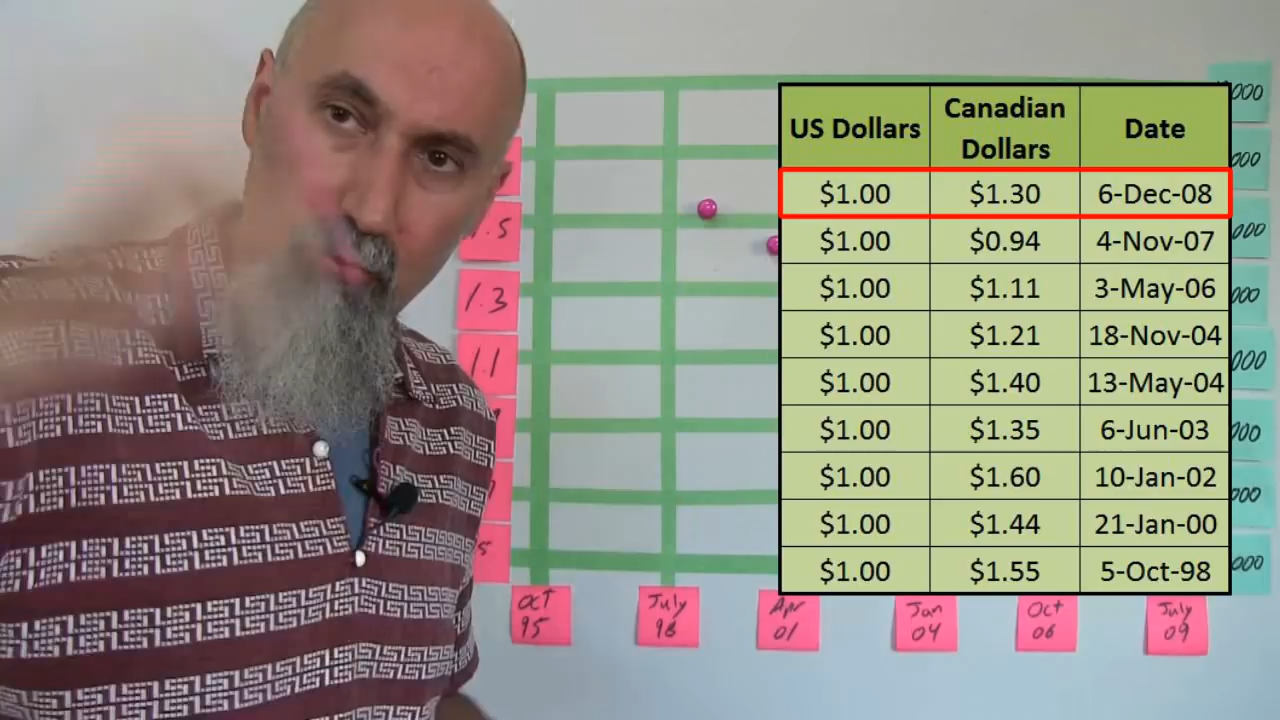 US Dollars Canadian Dollars Date
$1.00 $1.30 6-Dec-08
$1.00 $0.94 4-Nov-07
$1.00 $1.11 3-May-06
$1.00 $1.21 18-Nov-04
$1.00 $1.40 13-May-04
$1.00 $1.35 6-Jun-03
$1.00 $1.60 10-Jan-02
$1.00 $1.44 21-Jan-00
$1.00 $1.55 5-Oct-98
1.3
1.1
Oct 95
July 98
Apr 01
Jan 04
Oct 06
July 09